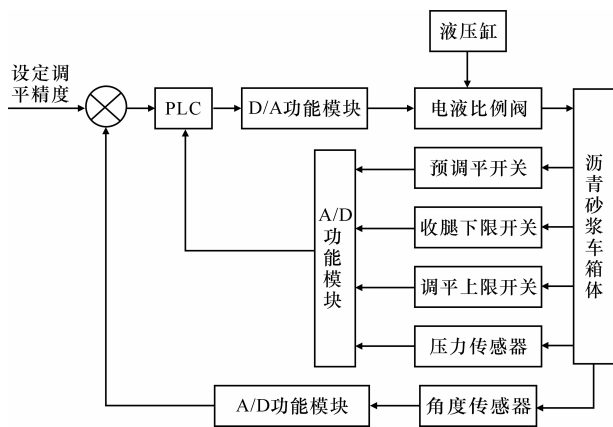 液压缸
设定调
平精度
PLC
D/A功能模块
电液比例阀
沥青砂浆车箱体
A/D功能模块
预调平开关
收腿下限开关
调平上限开关
压力传感器
A/D功能模块
角度传感器